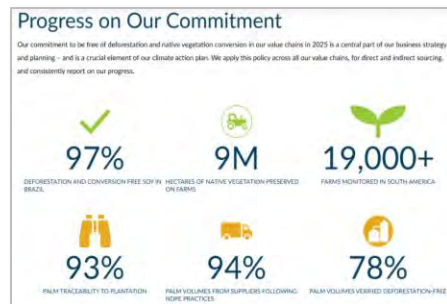 Progress on Our Commitment
Our commitment to be free of deforestation and native vegetation conversion in our value chains in 2025 is a central part of our business strategy
and planning – and is a crucial element of our climate action plan. We apply this policy across all our value chains, for direct and indirect sourcing,
and consistently report on our progress.
97%
9M
19,000+
DEFORESTATION AND CONVERSION FREE SOY IN
BRAZIL
HECTARES OF NATIVE VEGETATION PRESERVED
ON FARMS
FARMS MONITORED IN SOUTH AMERICA
93%
94%
78%
PALM TRACEABILITY TO PLANTATION
PALM VOLUMES FROM SUPPLIERS FOLLOWING
NDPE PRACTICES
PALM VOLUMES VERIFIED DEFORESTATION-FREE